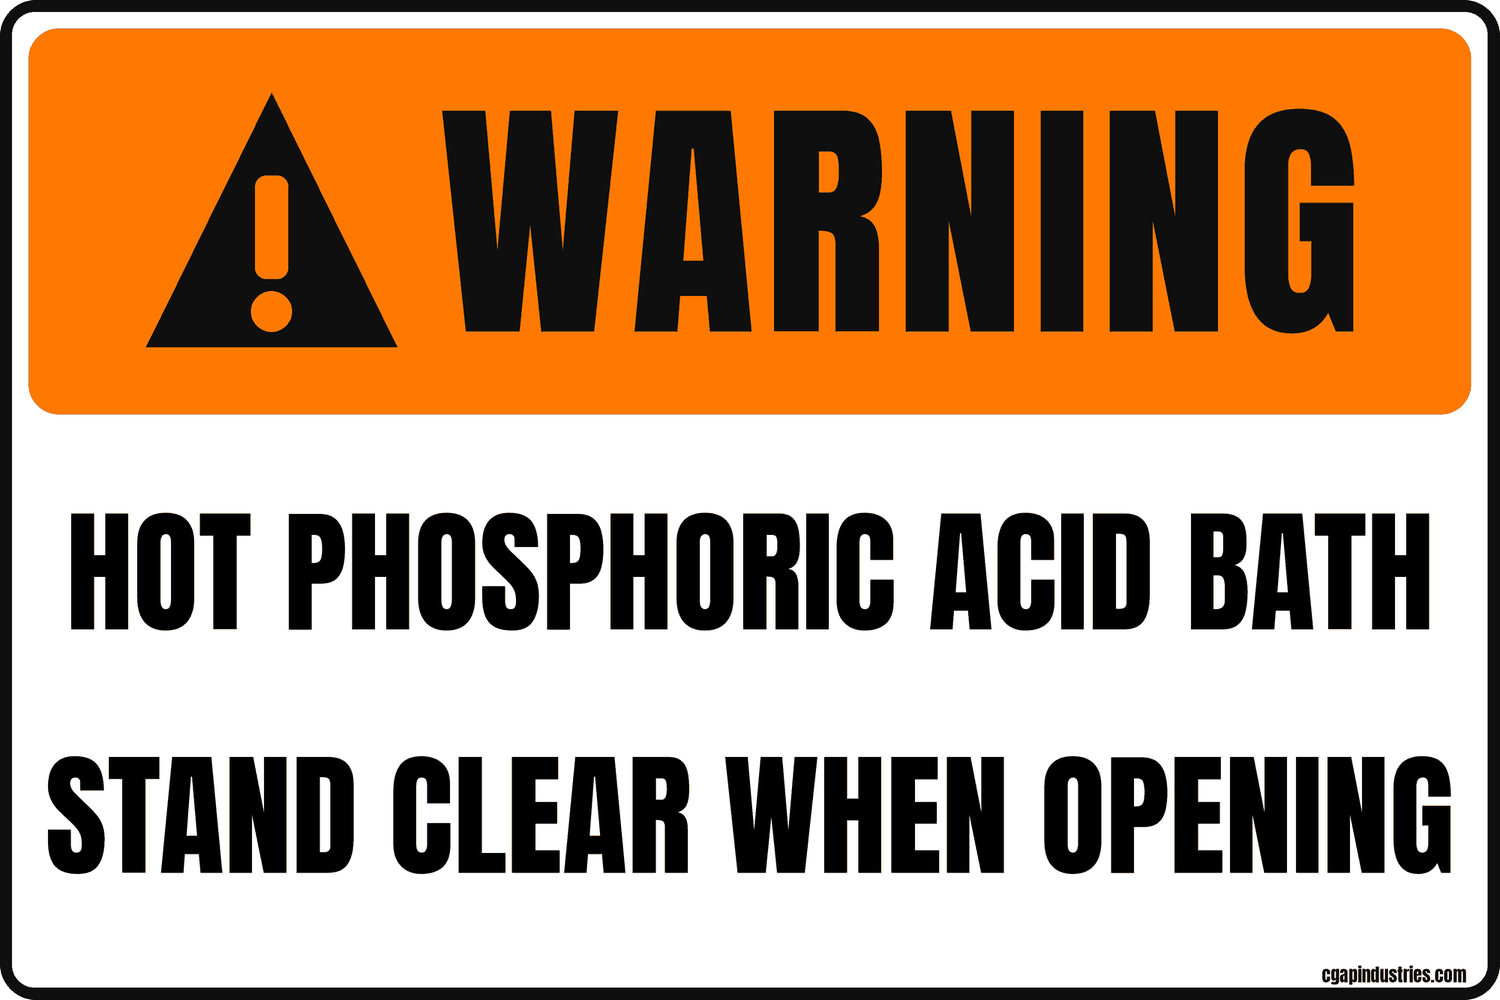 WARNING
HOT PHOSPHORIC ACID BATH
STAND CLEAR WHEN OPENING
cgapindustries.com